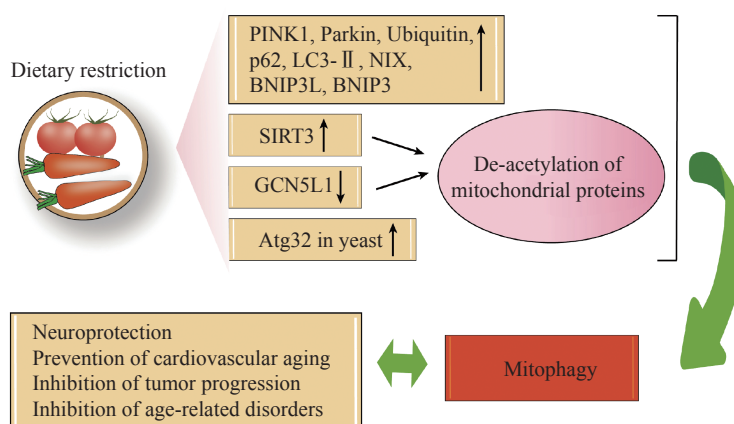 Dietary restriction
PINK1, Parkin, Ubiquitin,
p62, LC3-Ⅱ, NIX,
BNIP3L, BNIP3
SIRT3
GCN5L1
Atg32 in yeast
De-acetylation of
mitochondrial proteins
Neuroprotection
Prevention of cardiovascular aging
Inhibition of tumor progression
Inhibition of age-related disorders
Mitophagy